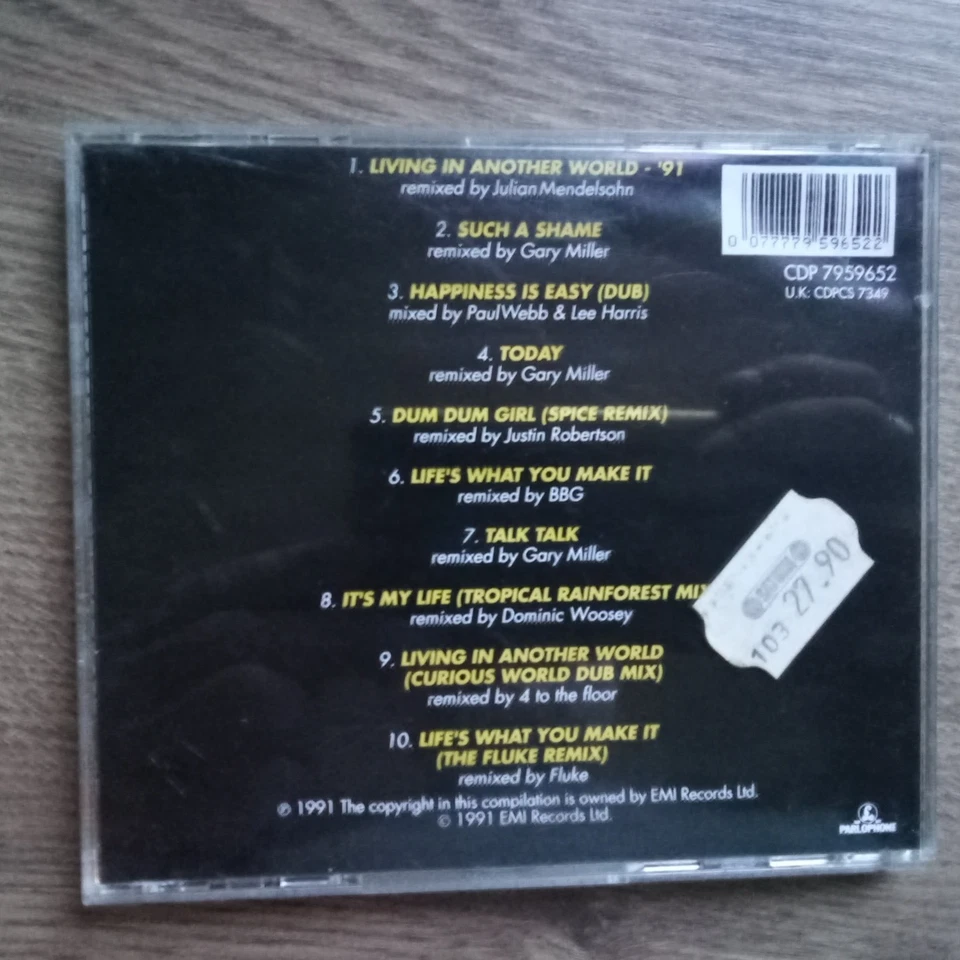 1. LIVING IN ANOTHER WORLD - '91
remixed by Julian Mendelsohn
2. SUCH A SHAME
remixed by Gary Miller
3. HAPPINESS IS EASY (DUB)
mixed by Paul Webb & Lee Harris
4. TODAY
remixed by Gary Miller
5. DUM DUM GIRL (SPICE REMIX)
remixed by Justin Robertson
6. LIFE'S WHAT YOU MAKE IT
remixed by BBG
7. TALK TALK
remixed by Gary Miller
8. IT'S MY LIFE (TROPICAL RAINFOREST MIX
remixed by Dominic Woosey
9. LIVING IN ANOTHER WORLD
(CURIOUS WORLD DUB MIX)
remixed by 4 to the floor
10. LIFE'S WHAT YOU MAKE IT
(THE FLUKE REMIX)
remixed by Fluke
℗ 1991 The copyright in this compilation is owned by EMI Records Ltd.
© 1991 EMI Records Ltd.
0 077779 596522
CDP 7959652
U.K: CDPCS 7349
103 27.90
PARLOPHONE